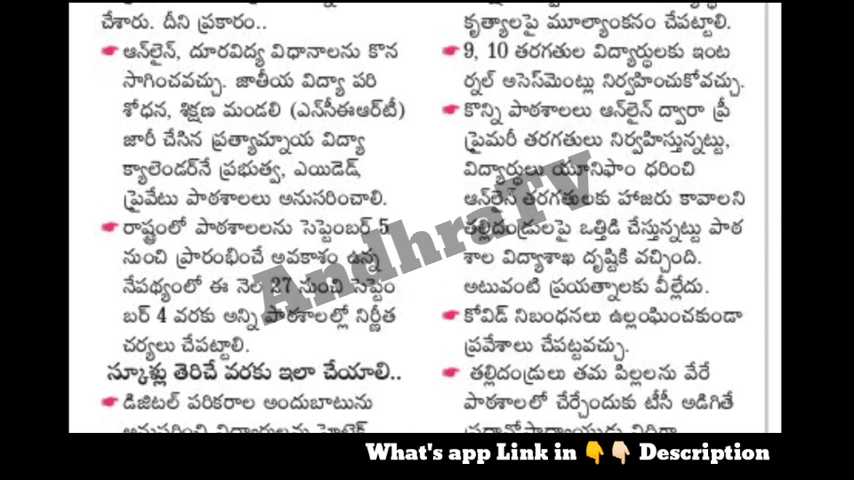 చేశారు. దీని ప్రకారం..
ఆన్‌లైన్, దూరవిద్య విధానాలను కొన
సాగించవచ్చు. జాతీయ విద్యా పరి
శోధన, శిక్షణ మండలి (ఎన్‌సీఈఆర్‌టీ)
జారీ చేసిన ప్రత్యామ్నాయ విద్యా
క్యాలెండర్‌నే ప్రభుత్వ, ఎయిడెడ్,
ప్రైవేటు పాఠశాలలు అనుసరించాలి.
రాష్ట్రంలో పాఠశాలలను సెప్టెంబర్ 5
నుంచి ప్రారంభించే అవకాశం ఉన్న
నేపథ్యంలో ఈ నెల 27 నుంచి సెప్టెం
బర్ 4 వరకు అన్ని పాఠశాలల్లో నిర్ణీత
చర్యలు చేపట్టాలి.
స్కూళ్లు తెరిచే వరకు ఇలా చేయాలి..
డిజిటల్ పరికరాల అందుబాటును
అనుసరించి విద్యార్థులను హైటెక్
కృత్యాలపై మూల్యాంకనం చేపట్టాలి.
9, 10 తరగతుల విద్యార్థులకు ఇంట
ర్నల్ అసెస్‌మెంట్లు నిర్వహించుకోవచ్చు.
కొన్ని పాఠశాలలు ఆన్‌లైన్ ద్వారా ప్రీ
ప్రైమరీ తరగతులు నిర్వహిస్తున్నట్టు,
విద్యార్థులు యూనిఫాం ధరించి
ఆన్‌లైన్ తరగతులకు హాజరు కావాలని
తల్లిదండ్రులపై ఒత్తిడి చేస్తున్నట్టు పాఠ
శాల విద్యాశాఖ దృష్టికి వచ్చింది.
అటువంటి ప్రయత్నాలకు వీల్లేదు.
కోవిడ్ నిబంధనలు ఉల్లంఘించకుండా
ప్రవేశాలు చేపట్టవచ్చు.
తల్లిదండ్రులు తమ పిల్లలను వేరే
పాఠశాలలో చేర్చేందుకు టీసీ అడిగితే
AndhraTV
What's app Link in 👇👇🏻 Description